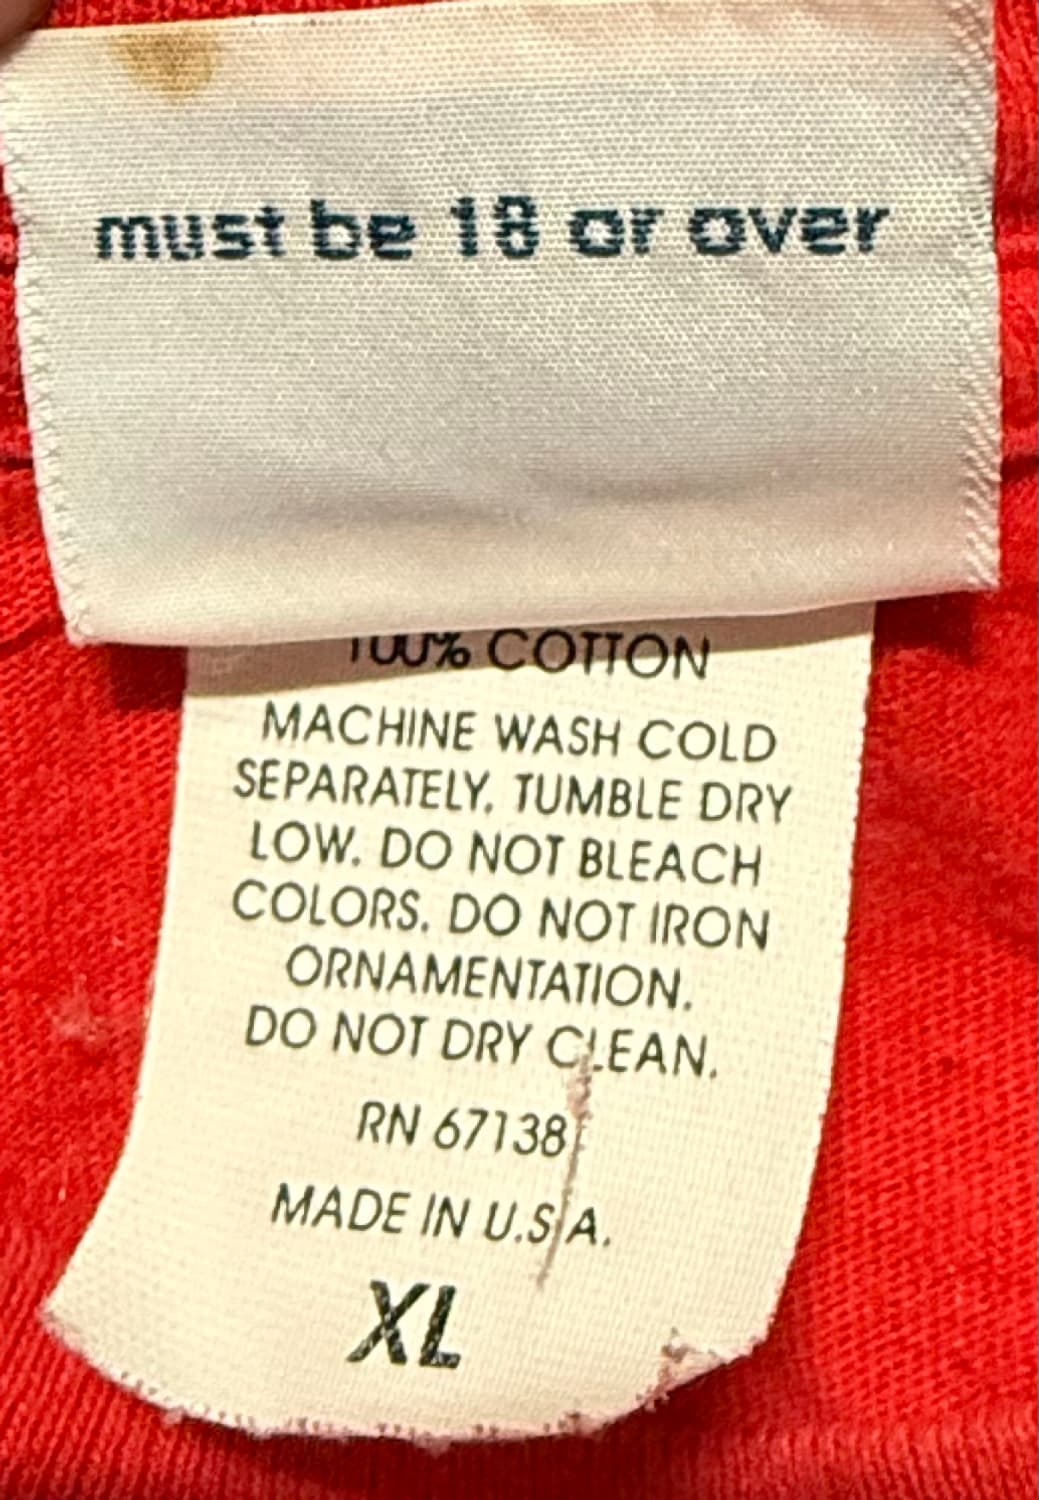 must be 18 or over
100% COTTON
MACHINE WASH COLD
SEPARATELY. TUMBLE DRY
LOW. DO NOT BLEACH
COLORS. DO NOT IRON
ORNAMENTATION.
DO NOT DRY CLEAN.
RN 67138
MADE IN U.S.A.
XL